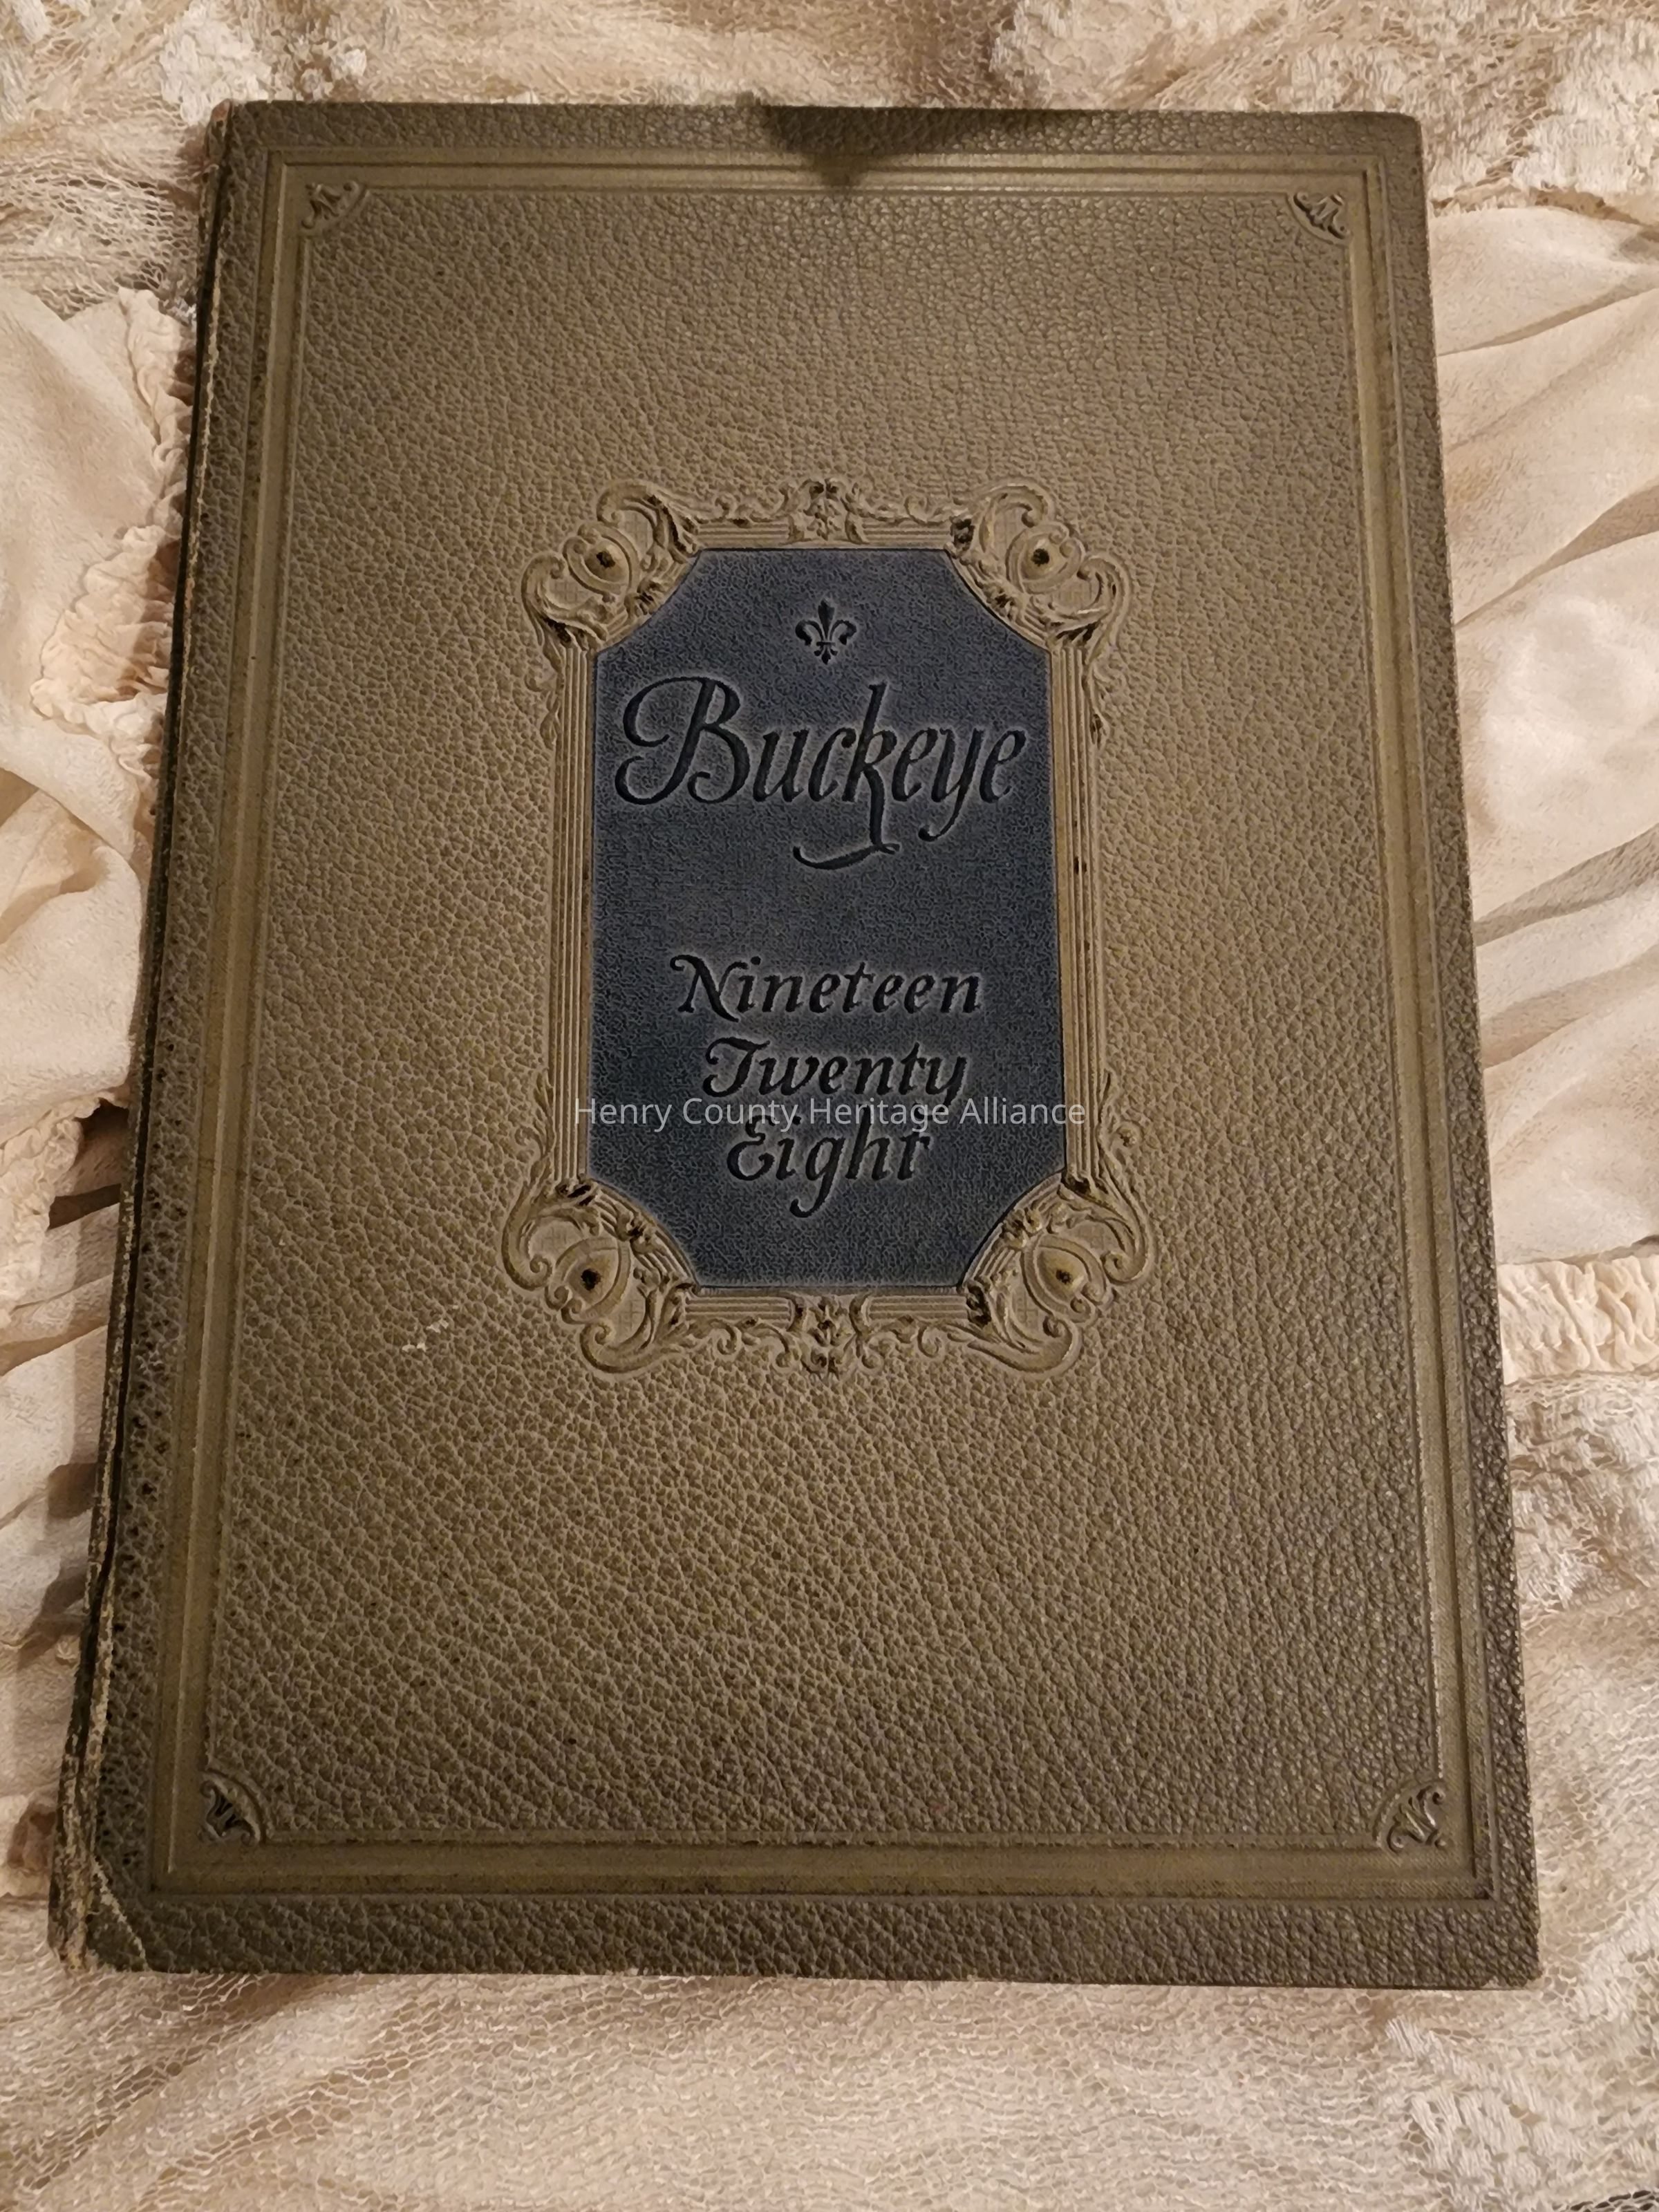 Buckeye
Nineteen
Twenty
Henry County Heritage Alliance
Eight